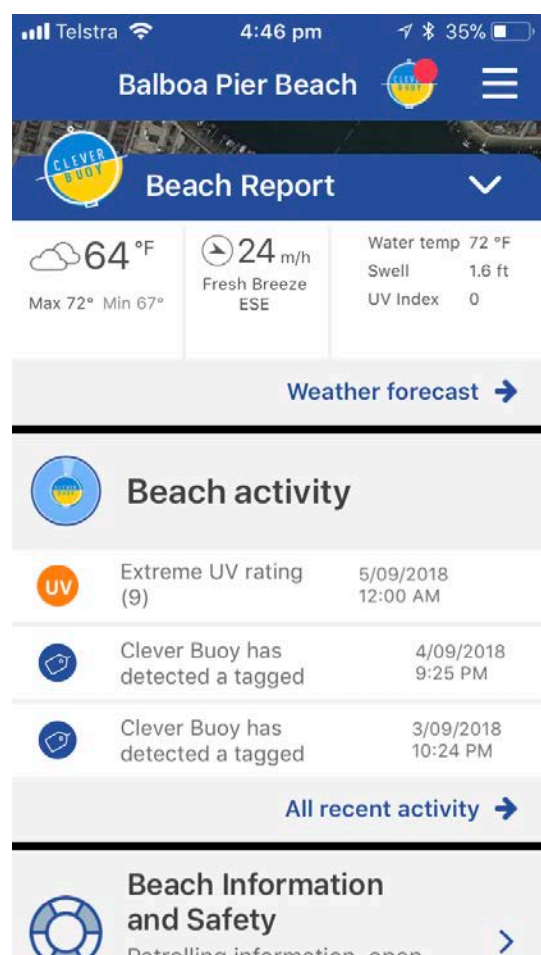 Telstra 4:46 pm 35%
Balboa Pier Beach
CLEVER
BUOY
Beach Report
64 °F
Max 72° Min 67°
24 m/h
Fresh Breeze
ESE
Water temp 72 °F
Swell 1.6 ft
UV Index 0
Weather forecast
Beach activity
UV
Extreme UV rating
(9)
5/09/2018
12:00 AM
Clever Buoy has
detected a tagged
4/09/2018
9:25 PM
Clever Buoy has
detected a tagged
3/09/2018
10:24 PM
All recent activity
Beach Information
and Safety
Patrolling information, open